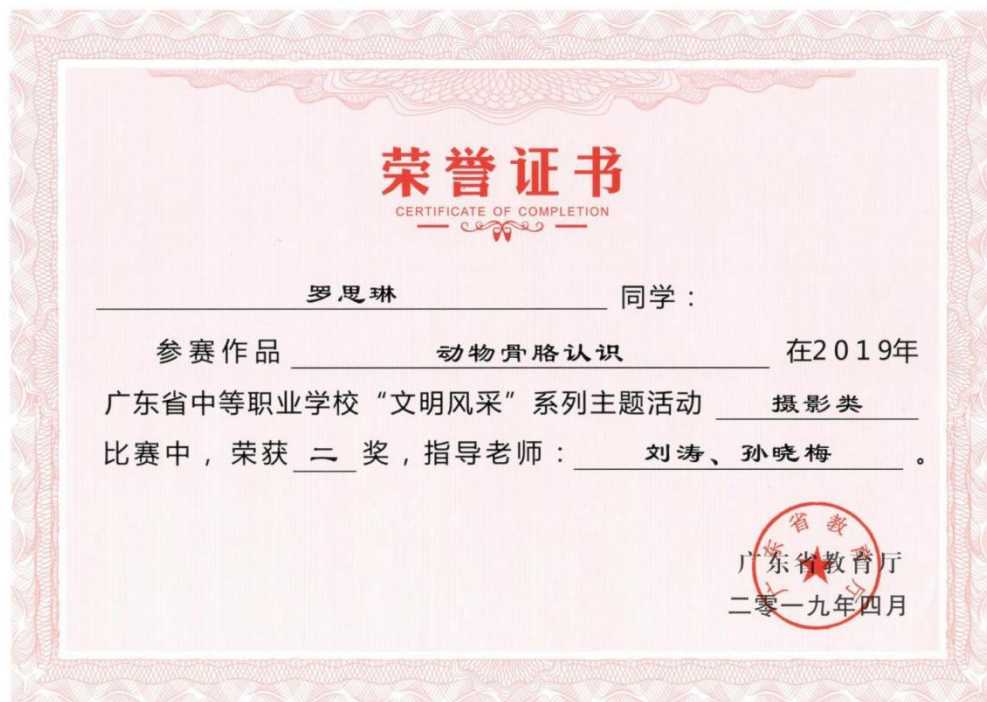 荣誉证书
CERTIFICATE OF COMPLETION
罗思琳 同学：
参赛作品 动物骨胳认识 在2019年
广东省中等职业学校“文明风采”系列主题活动 摄影类
比赛中，荣获 二 奖，指导老师： 刘涛、孙晓梅 。
广东省教育厅
广东省教育厅
二零一九年四月